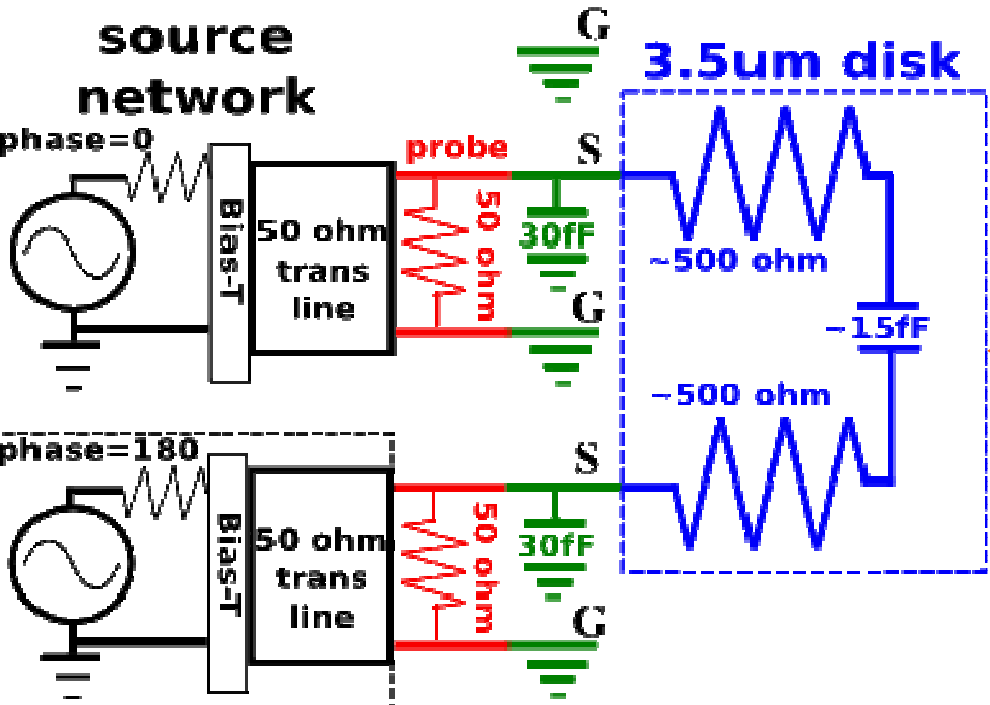 source
network
G
3.5um disk
phase=0
probe
S
Bias-T
50 ohm
trans
line
50 ohm
30fF
~500 ohm
G
~15fF
~500 ohm
phase=180
S
Bias-T
50 ohm
trans
line
50 ohm
30fF
G